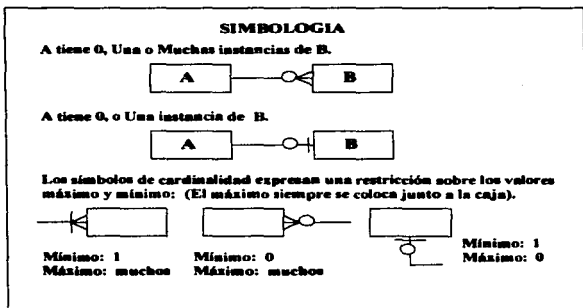 SIMBOLOGIA
A tiene 0, Una o Muchas instancias de B.
A B
A tiene 0, o Una instancia de B.
A B
Los símbolos de cardinalidad expresan una restricción sobre los valores
máximo y mínimo: (El máximo siempre se coloca junto a la caja).
Mínimo: 1
Máximo: muchos
Mínimo: 0
Máximo: muchos
Mínimo: 1
Máximo: 0